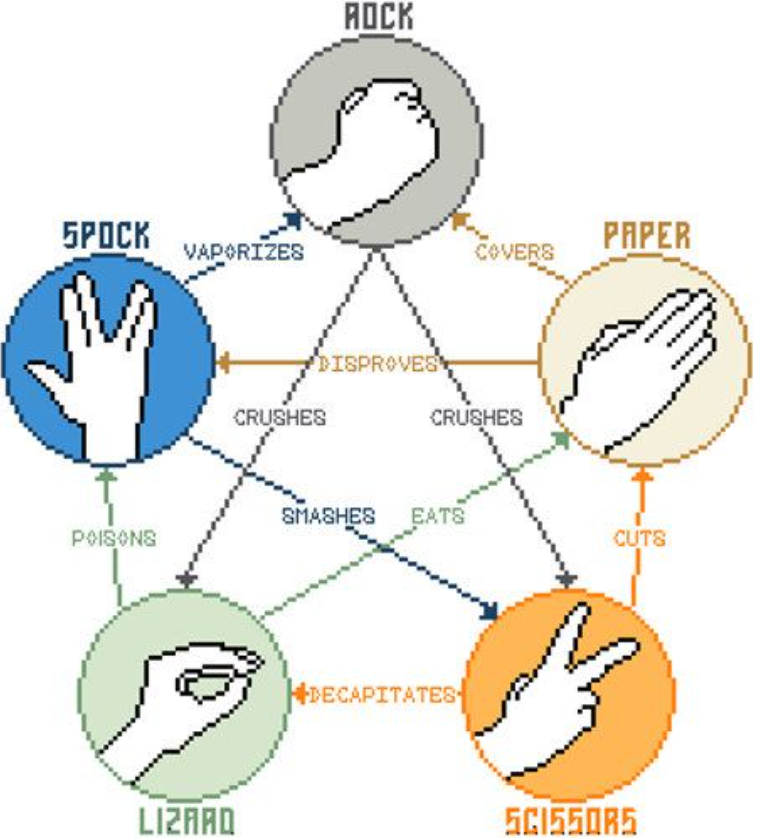 ROCK
SPOCK
PAPER
VAPORIZES
COVERS
DISPROVES
CRUSHES
CRUSHES
SMASHES
EATS
POISONS
CUTS
DECAPITATES
LIZARD
SCISSORS